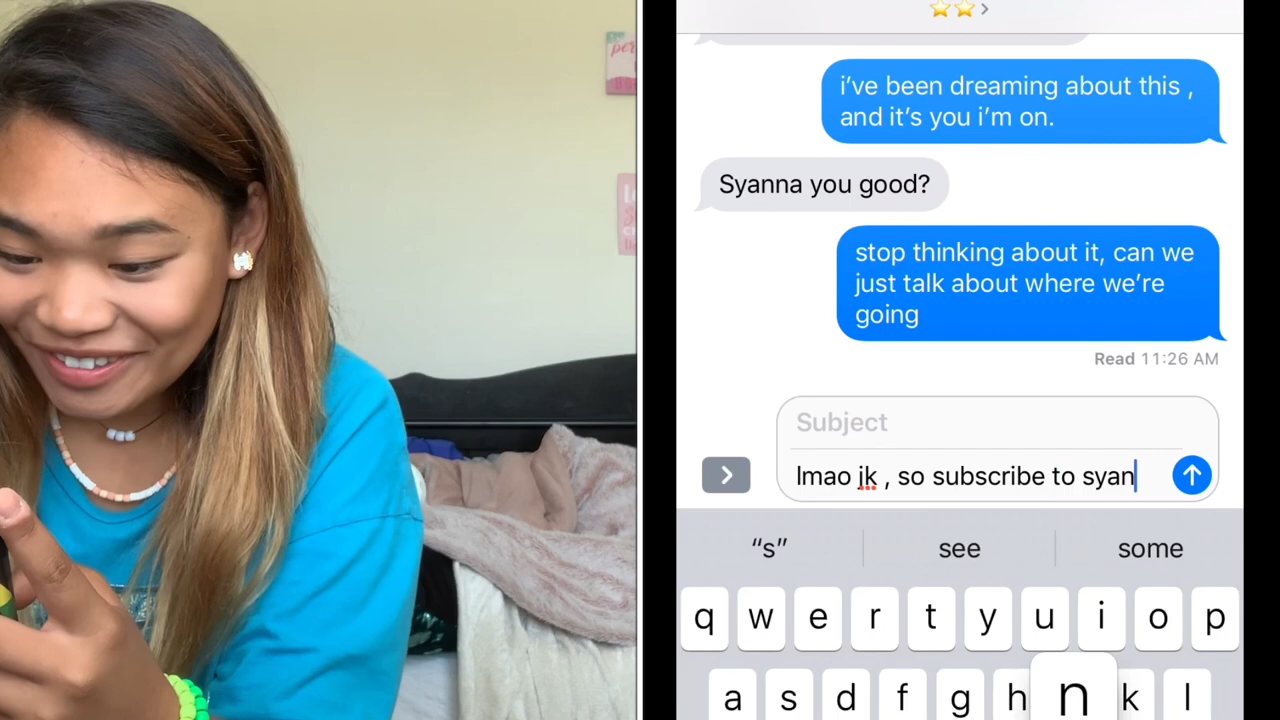 ⭐⭐ >
i've been dreaming about this ,
and it's you i'm on.
Syanna you good?
stop thinking about it, can we
just talk about where we're
going
Read 11:26 AM
Subject
lmao jk , so subscribe to syan
"s" see some
q w e r t y u i o p
a s d f g h n k l